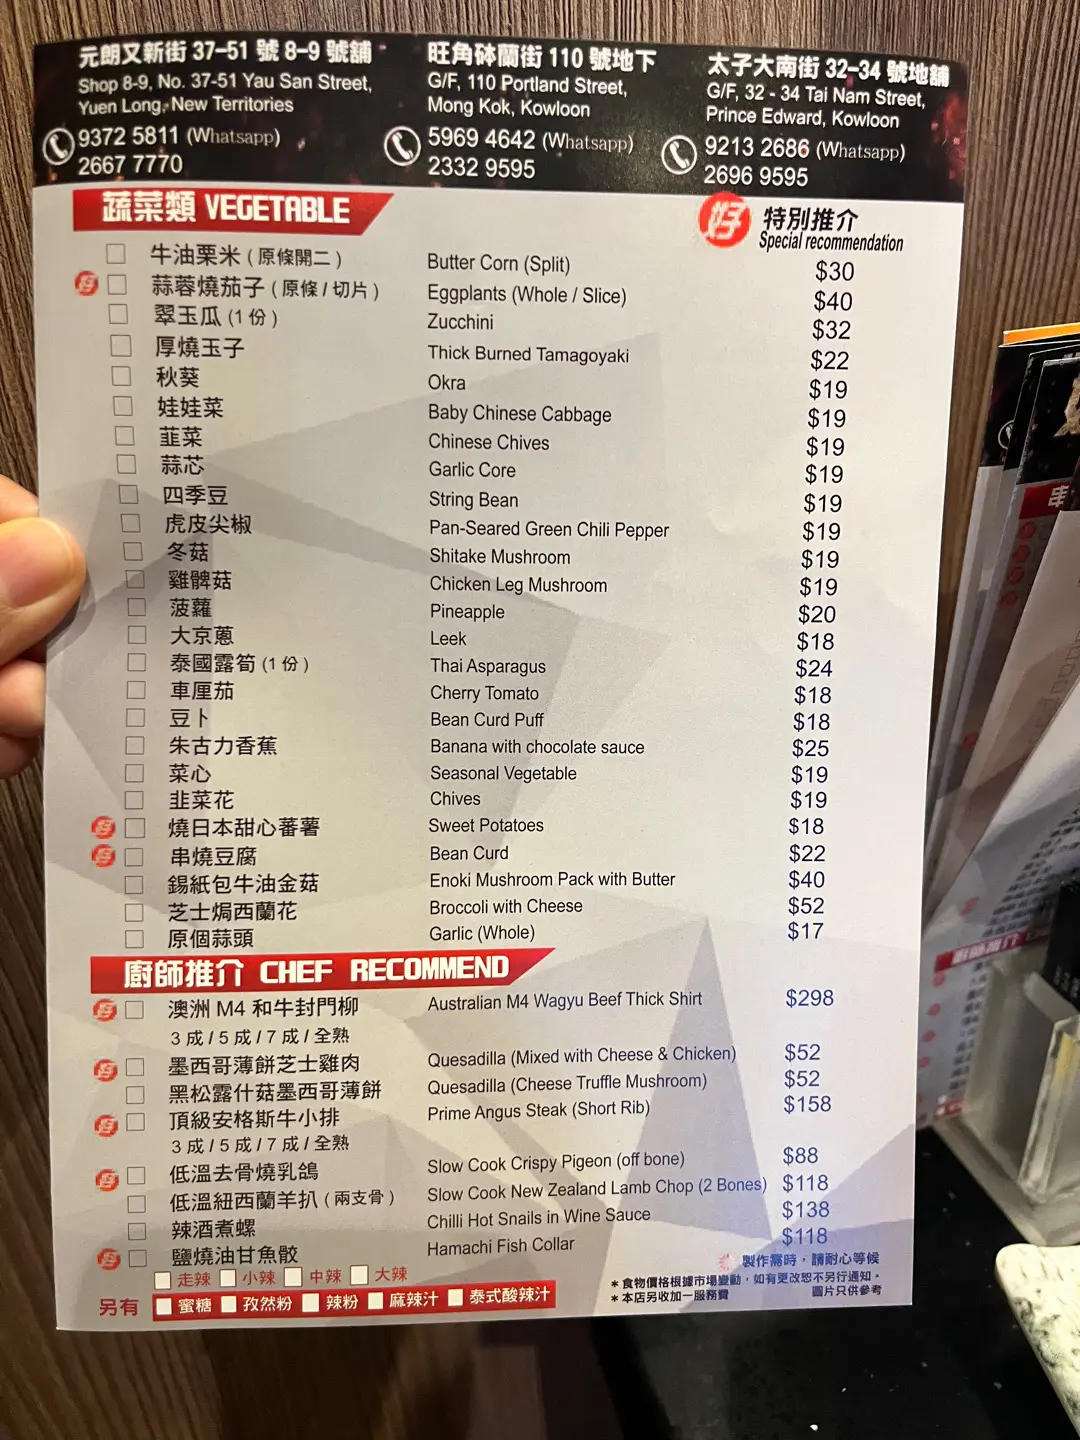 元朗又新街 37-51 號 8-9 號舖
Shop 8-9, No. 37-51 Yau San Street,
Yuen Long, New Territories
9372 5811 (Whatsapp)
2667 7770
旺角砵蘭街 110 號地下
G/F, 110 Portland Street,
Mong Kok, Kowloon
5969 4642 (Whatsapp)
2332 9595
太子大南街 32-34 號地舖
G/F, 32 - 34 Tai Nam Street,
Prince Edward, Kowloon
9213 2686 (Whatsapp)
2696 9595
蔬菜類 VEGETABLE
好 特別推介
Special recommendation
牛油粟米 ( 原條開二 ) Butter Corn (Split) $30
好 蒜蓉燒茄子 ( 原條 / 切片 ) Eggplants (Whole / Slice) $40
翠玉瓜 (1 份 ) Zucchini $32
厚燒玉子 Thick Burned Tamagoyaki $22
秋葵 Okra $19
娃娃菜 Baby Chinese Cabbage $19
韮菜 Chinese Chives $19
蒜芯 Garlic Core $19
四季豆 String Bean $19
虎皮尖椒 Pan-Seared Green Chili Pepper $19
冬菇 Shitake Mushroom $19
雞髀菇 Chicken Leg Mushroom $19
菠蘿 Pineapple $20
大京蔥 Leek $18
泰國露筍 (1 份 ) Thai Asparagus $24
車厘茄 Cherry Tomato $18
豆卜 Bean Curd Puff $18
朱古力香蕉 Banana with chocolate sauce $25
菜心 Seasonal Vegetable $19
韭菜花 Chives $19
好 燒日本甜心蕃薯 Sweet Potatoes $18
好 串燒豆腐 Bean Curd $22
錫紙包牛油金菇 Enoki Mushroom Pack with Butter $40
芝士焗西蘭花 Broccoli with Cheese $52
原個蒜頭 Garlic (Whole) $17
廚師推介 CHEF RECOMMEND
好 澳洲 M4 和牛封門柳 Australian M4 Wagyu Beef Thick Shirt $298
3 成 / 5 成 / 7 成 / 全熟
好 墨西哥薄餅芝士雞肉 Quesadilla (Mixed with Cheese & Chicken) $52
黑松露什菇墨西哥薄餅 Quesadilla (Cheese Truffle Mushroom) $52
好 頂級安格斯牛小排 Prime Angus Steak (Short Rib) $158
3 成 / 5 成 / 7 成 / 全熟
好 低溫去骨燒乳鴿 Slow Cook Crispy Pigeon (off bone) $88
低溫紐西蘭羊扒 ( 兩支骨 ) Slow Cook New Zealand Lamb Chop (2 Bones) $118
辣酒煮螺 Chilli Hot Snails in Wine Sauce $138
好 鹽燒油甘魚骹 Hamachi Fish Collar $118
走辣 小辣 中辣 大辣
另有 蜜糖 孜然粉 辣粉 麻辣汁 泰式酸辣汁
製作需時，請耐心等候
* 食物價格根據市場變動，如有更改恕不另行通知。
* 本店另收加一服務費 圖片只供參考
串